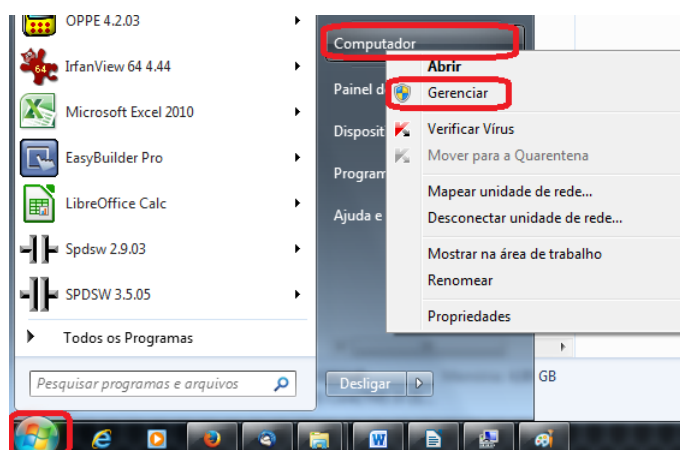 OPPE 4.2.03
IrfanView 64 4.44
Microsoft Excel 2010
EasyBuilder Pro
LibreOffice Calc
Spdsw 2.9.03
SPDSW 3.5.05
Todos os Programas
Pesquisar programas e arquivos
Computador
Painel d
Disposit
Program
Ajuda e
Desligar
Abrir
Gerenciar
Verificar Vírus
Mover para a Quarentena
Mapear unidade de rede...
Desconectar unidade de rede...
Mostrar na área de trabalho
Renomear
Propriedades
GB